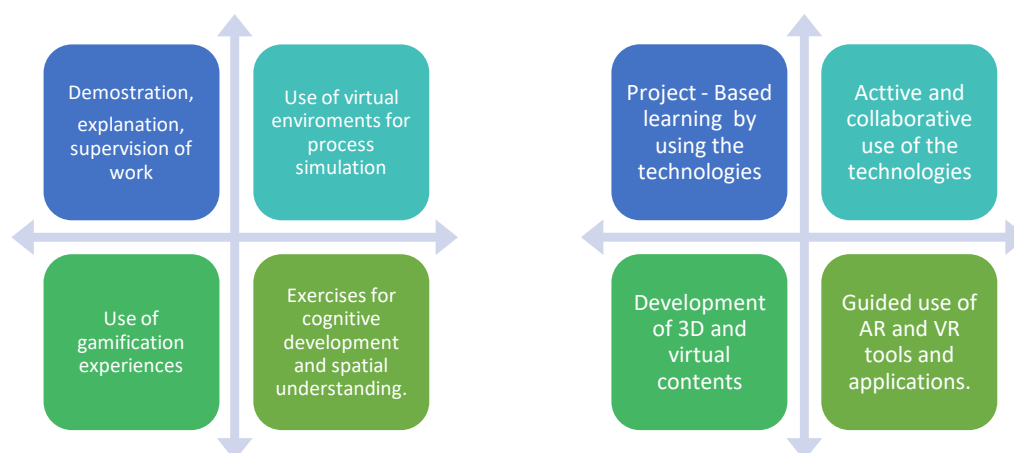 Demostration,
explanation,
supervision of
work
Use of virtual
enviroments for
process
simulation
Use of
gamification
experiences
Exercises for
cognitive
development
and spatial
understanding.
Project - Based
learning by
using the
technologies
Acttive and
collaborative
use of the
technologies
Development
of 3D and
virtual
contents
Guided use of
AR and VR
tools and
applications.